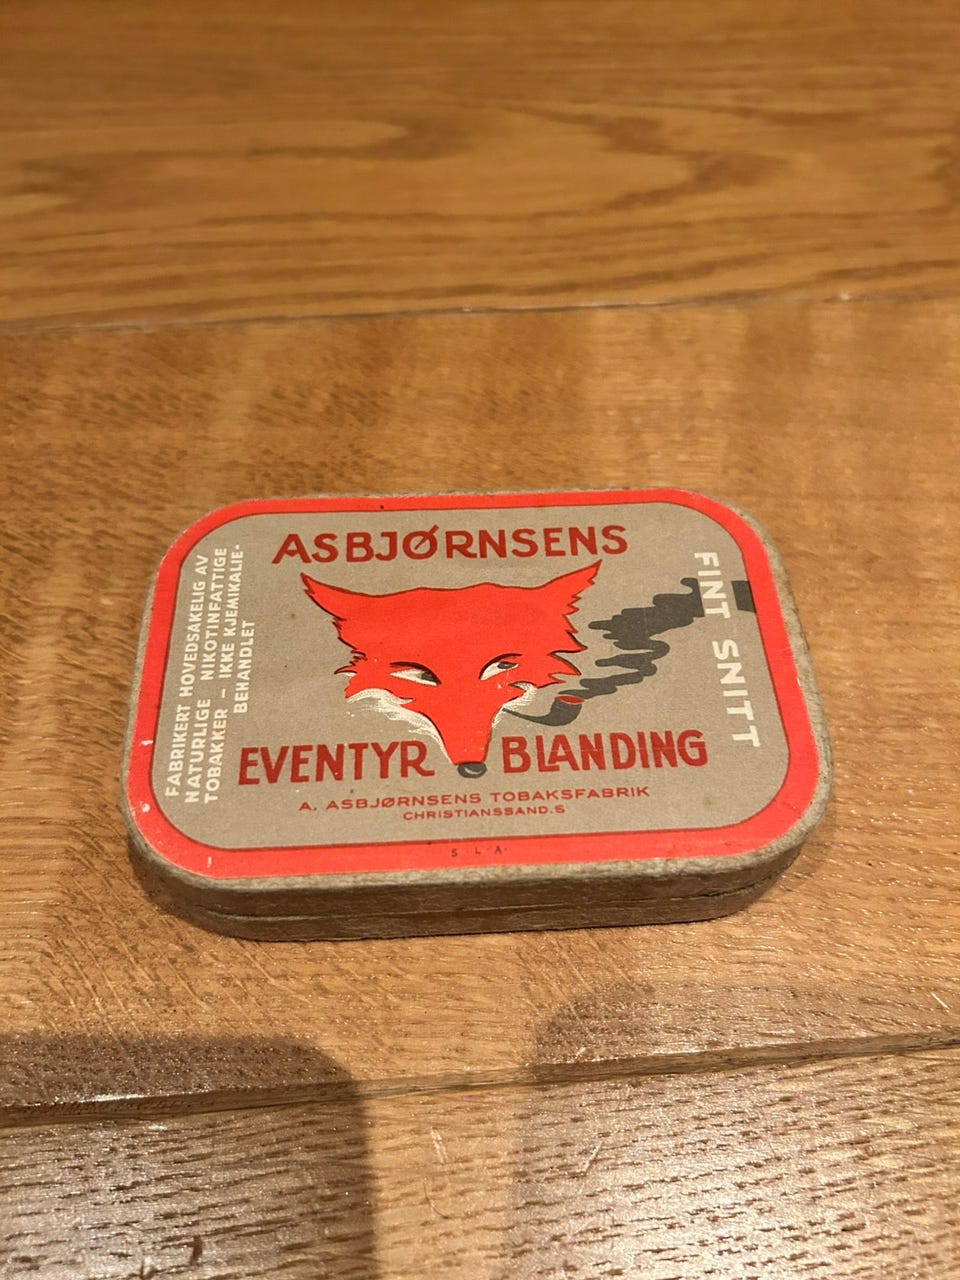 ASBJØRNSENS
FABRIKERT HOVEDSAKELIG AV
NATURLIGE NIKOTINFATTIGE
TOBAKKER – IKKE KJEMIKALIE-
BEHANDLET
FINT SNITT
EVENTYR BLANDING
A. ASBJØRNSENS TOBAKSFABRIK
CHRISTIANSSAND.S
S·L·A·